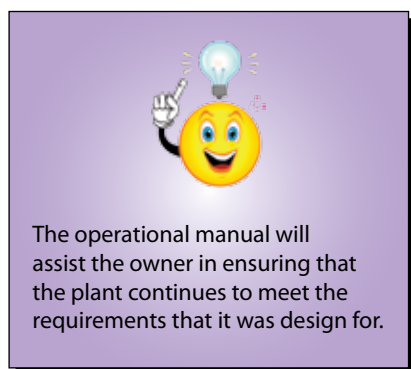 The operational manual will
assist the owner in ensuring that
the plant continues to meet the
requirements that it was design for.